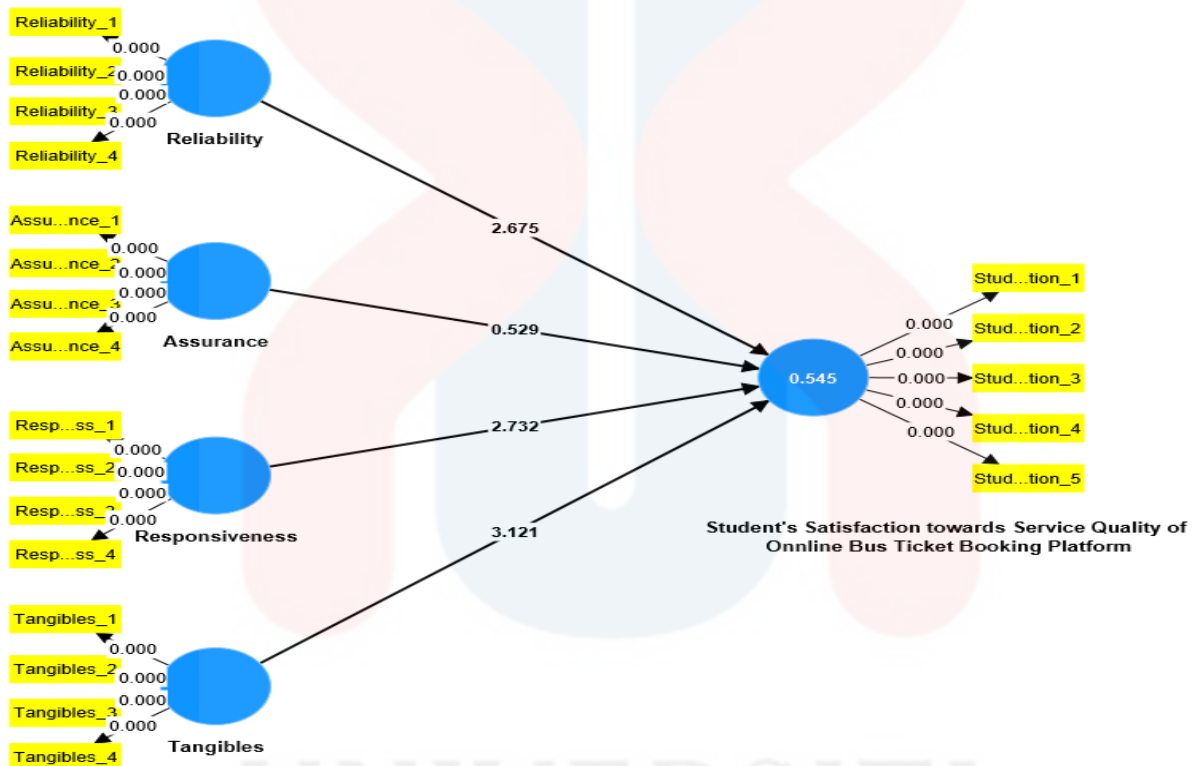 Reliability_1
0.000
Reliability_2
0.000
0.000
Reliability_3
0.000
Reliability_4
Reliability
2.675
Assu...nce_1
0.000
Assu...nce_2
0.000
0.000
Assu...nce_3
0.000
Assu...nce_4
Assurance
0.529
Resp...ss_1
0.000
Resp...ss_2
0.000
0.000
Resp...ss_3
0.000
Resp...ss_4
Responsiveness
2.732
Tangibles_1
0.000
Tangibles_2
0.000
0.000
Tangibles_3
0.000
Tangibles_4
Tangibles
3.121
0.545
Stud...tion_1
0.000
Stud...tion_2
0.000
Stud...tion_3
0.000
Stud...tion_4
0.000
Stud...tion_5
0.000
Student's Satisfaction towards Service Quality of
Onnline Bus Ticket Booking Platform